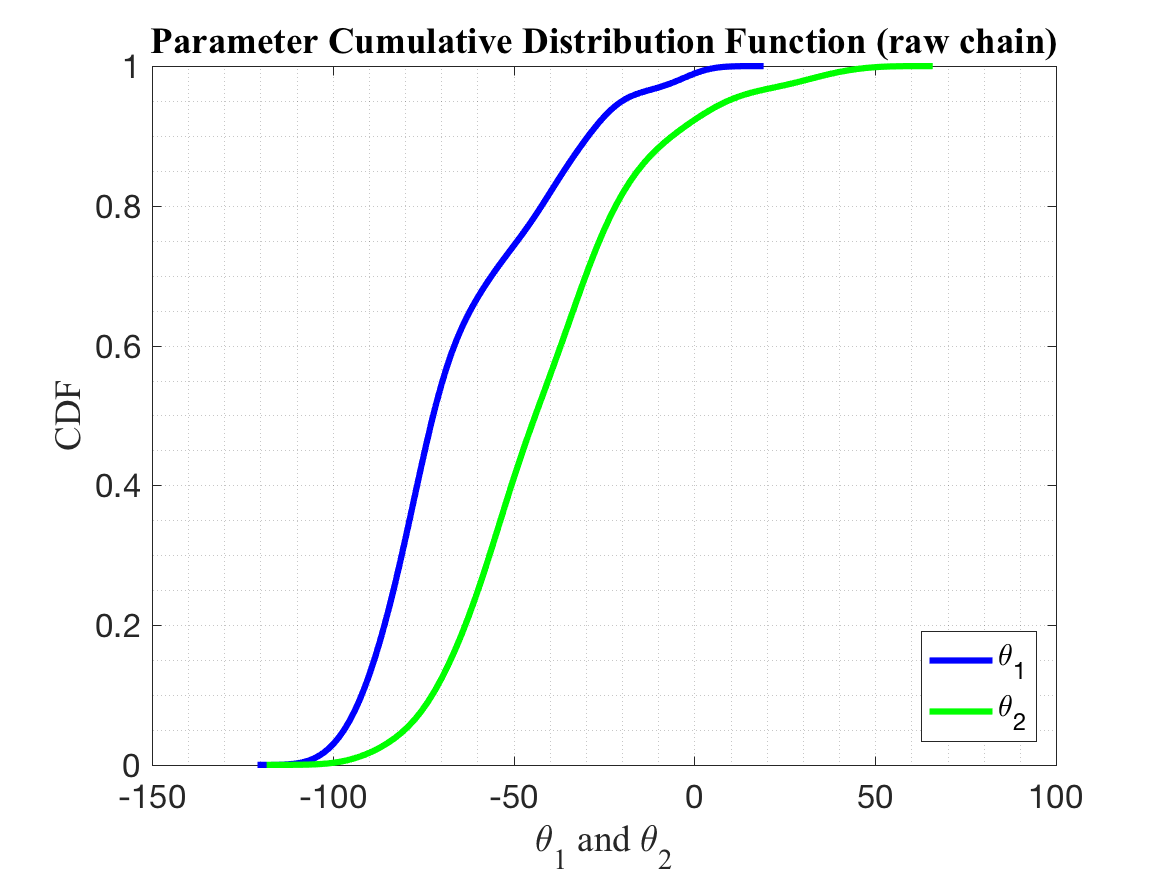 Parameter Cumulative Distribution Function (raw chain)
1
0.8
0.6
0.4
0.2
0
CDF
-150 -100 -50 0 50 100
θ1 and θ2
θ1
θ2